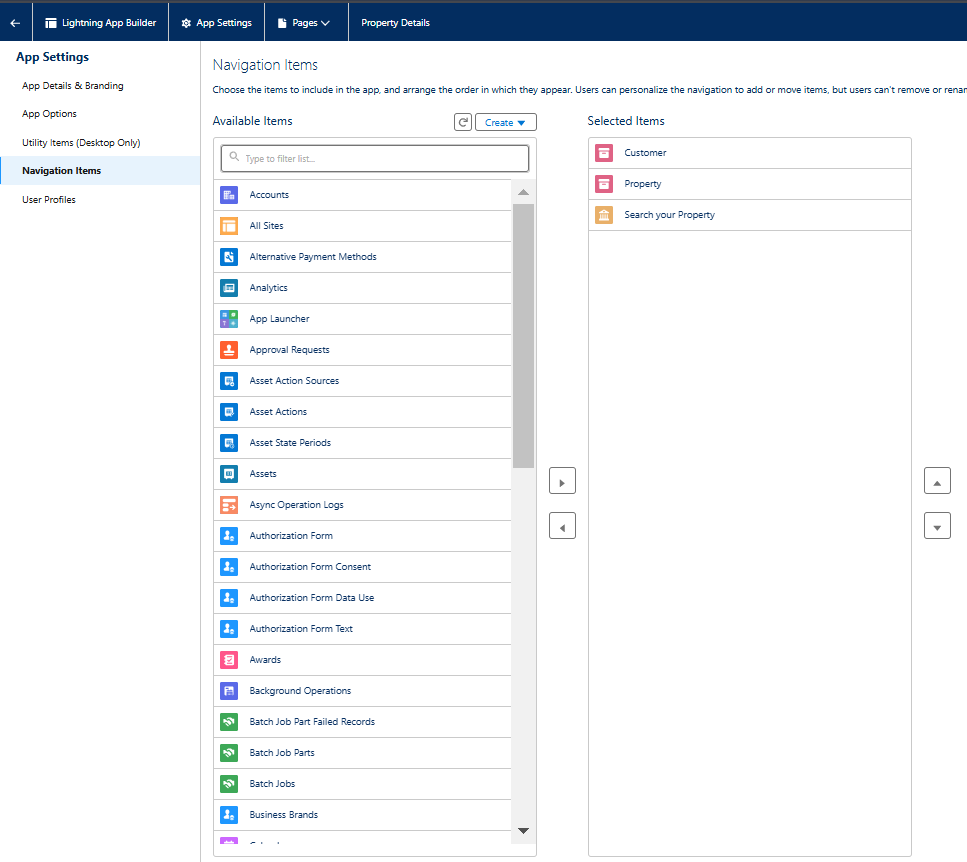 Lightning App Builder
App Settings
Pages
Property Details
App Settings
App Details & Branding
App Options
Utility Items (Desktop Only)
Navigation Items
User Profiles
Navigation Items
Choose the items to include in the app, and arrange the order in which they appear. Users can personalize the navigation to add or move items, but users can't remove or renam
Available Items
Create
Type to filter list...
Accounts
All Sites
Alternative Payment Methods
Analytics
App Launcher
Approval Requests
Asset Action Sources
Asset Actions
Asset State Periods
Assets
Async Operation Logs
Authorization Form
Authorization Form Consent
Authorization Form Data Use
Authorization Form Text
Awards
Background Operations
Batch Job Part Failed Records
Batch Job Parts
Batch Jobs
Business Brands
Selected Items
Customer
Property
Search your Property